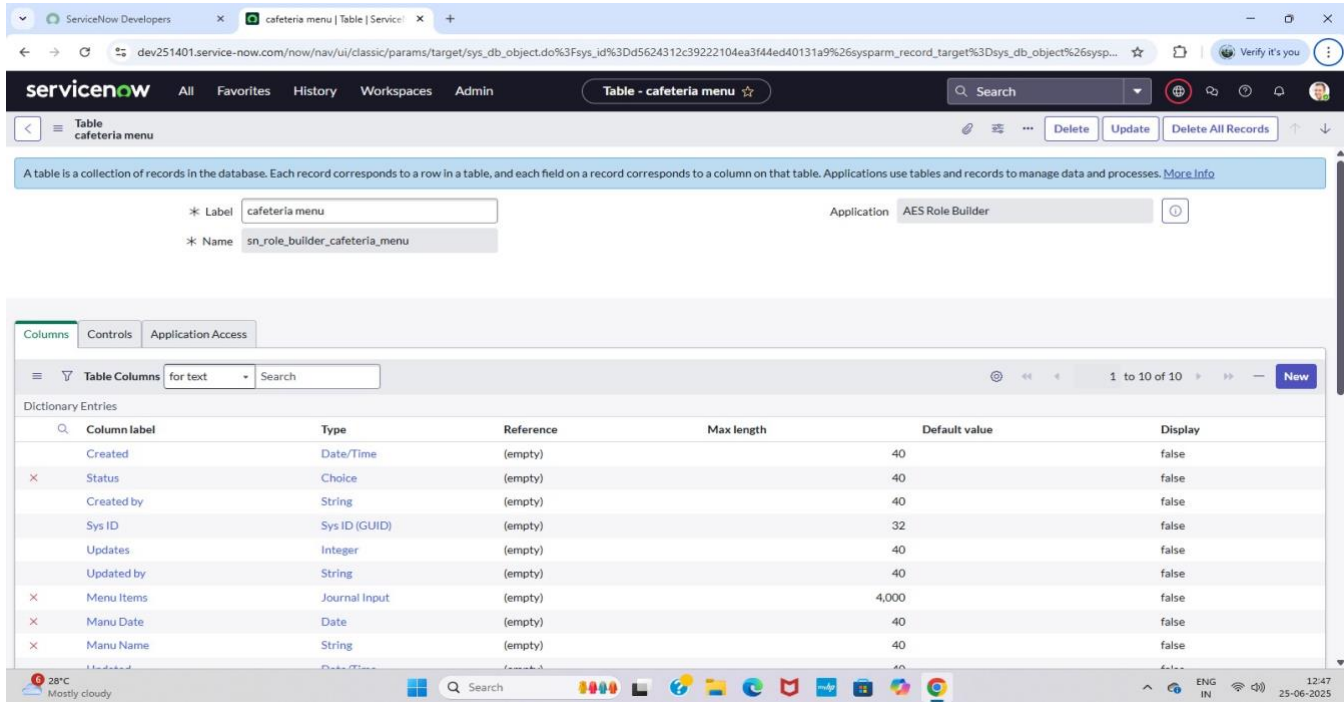 ServiceNow Developers
cafeteria menu | Table | Service
dev251401.service-now.com/now/nav/ui/classic/params/target/sys_db_object.do%3Fsys_id%3Dd5624312c39222104ea3f44ed40131a9%26sysparm_record_target%3Dsys_db_object%26sysp... Verify it's you
servicenow All Favorites History Workspaces Admin Table - cafeteria menu Search
Table
cafeteria menu
Delete Update Delete All Records
A table is a collection of records in the database. Each record corresponds to a row in a table, and each field on a record corresponds to a column on that table. Applications use tables and records to manage data and processes. More Info
* Label cafeteria menu Application AES Role Builder
* Name sn_role_builder_cafeteria_menu
Columns Controls Application Access
Table Columns for text Search 1 to 10 of 10 New
Dictionary Entries
Column label Type Reference Max length Default value Display
Created Date/Time (empty) 40 false
Status Choice (empty) 40 false
Created by String (empty) 40 false
Sys ID Sys ID (GUID) (empty) 32 false
Updates Integer (empty) 40 false
Updated by String (empty) 40 false
Menu Items Journal Input (empty) 4,000 false
Manu Date Date (empty) 40 false
Manu Name String (empty) 40 false
Updated Date/Time (empty) 40 false
6 28°C
Mostly cloudy
Search
ENG
IN
12:47
25-06-2025